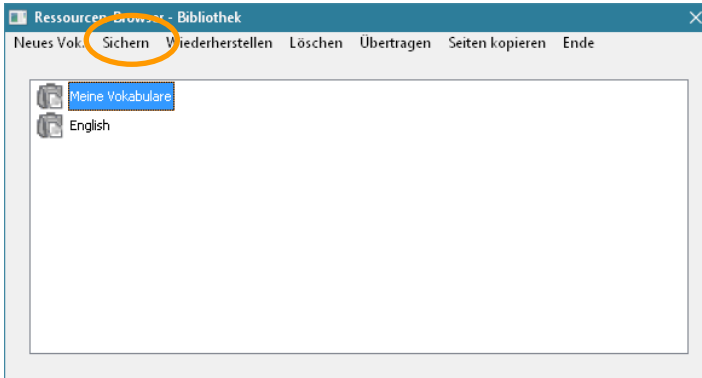 Ressourcen-Browser - Bibliothek
Neues Vok. Sichern Wiederherstellen Löschen Übertragen Seiten kopieren Ende
Meine Vokabulare
English